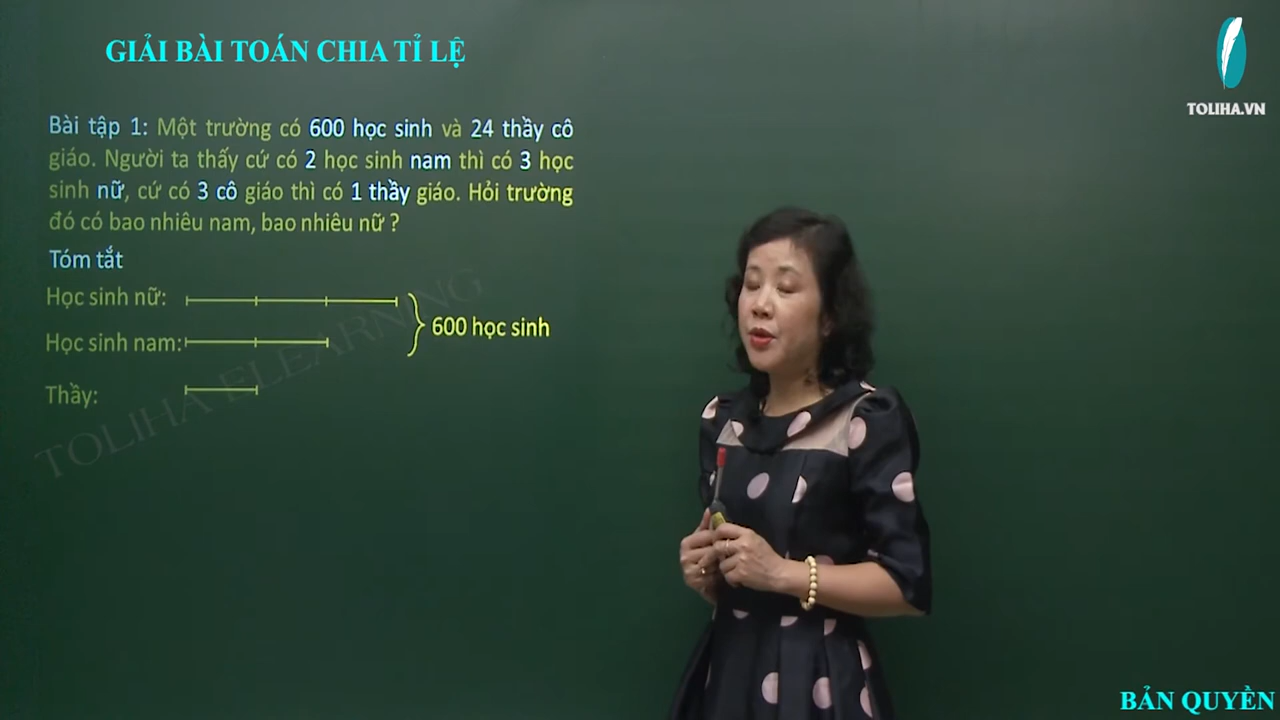 GIẢI BÀI TOÁN CHIA TỈ LỆ
TOLIHA.VN
Bài tập 1: Một trường có 600 học sinh và 24 thầy cô
giáo. Người ta thấy cứ có 2 học sinh nam thì có 3 học
sinh nữ, cứ có 3 cô giáo thì có 1 thầy giáo. Hỏi trường
đó có bao nhiêu nam, bao nhiêu nữ ?
Tóm tắt
Học sinh nữ:
600 học sinh
Học sinh nam:
Thầy:
TOLIHA ELEARNING
BẢN QUYỀN